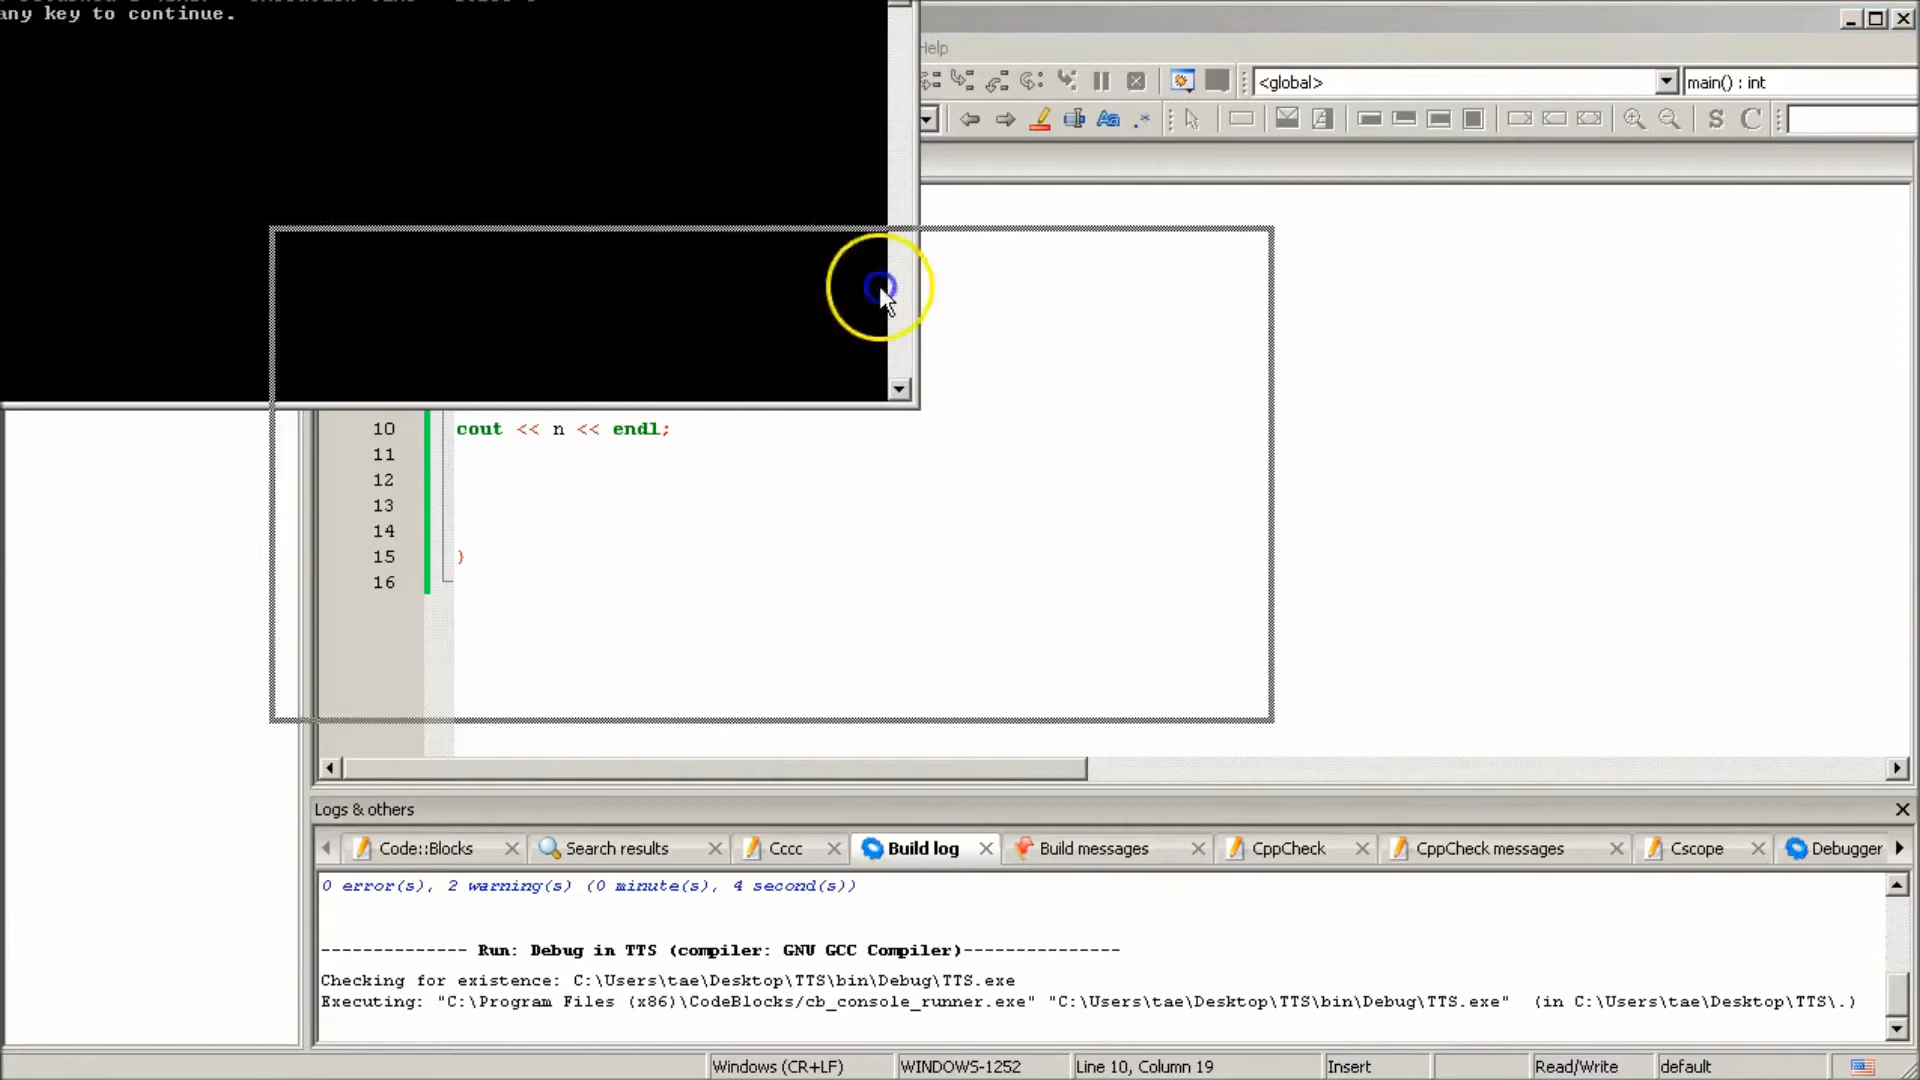 any key to continue.
Help
<global>
main() : int
10 cout << n << endl;
11
12
13
14
15 }
16
Logs & others
Code::Blocks
Search results
Cccc
Build log
Build messages
CppCheck
CppCheck messages
Cscope
Debugger
0 error(s), 2 warning(s) (0 minute(s), 4 second(s))
-------------- Run: Debug in TTS (compiler: GNU GCC Compiler)---------------
Checking for existence: C:\Users\tae\Desktop\TTS\bin\Debug\TTS.exe
Executing: "C:\Program Files (x86)\CodeBlocks/cb_console_runner.exe" "C:\Users\tae\Desktop\TTS\bin\Debug\TTS.exe"  (in C:\Users\tae\Desktop\TTS\.)
Windows (CR+LF)
WINDOWS-1252
Line 10, Column 19
Insert
Read/Write
default